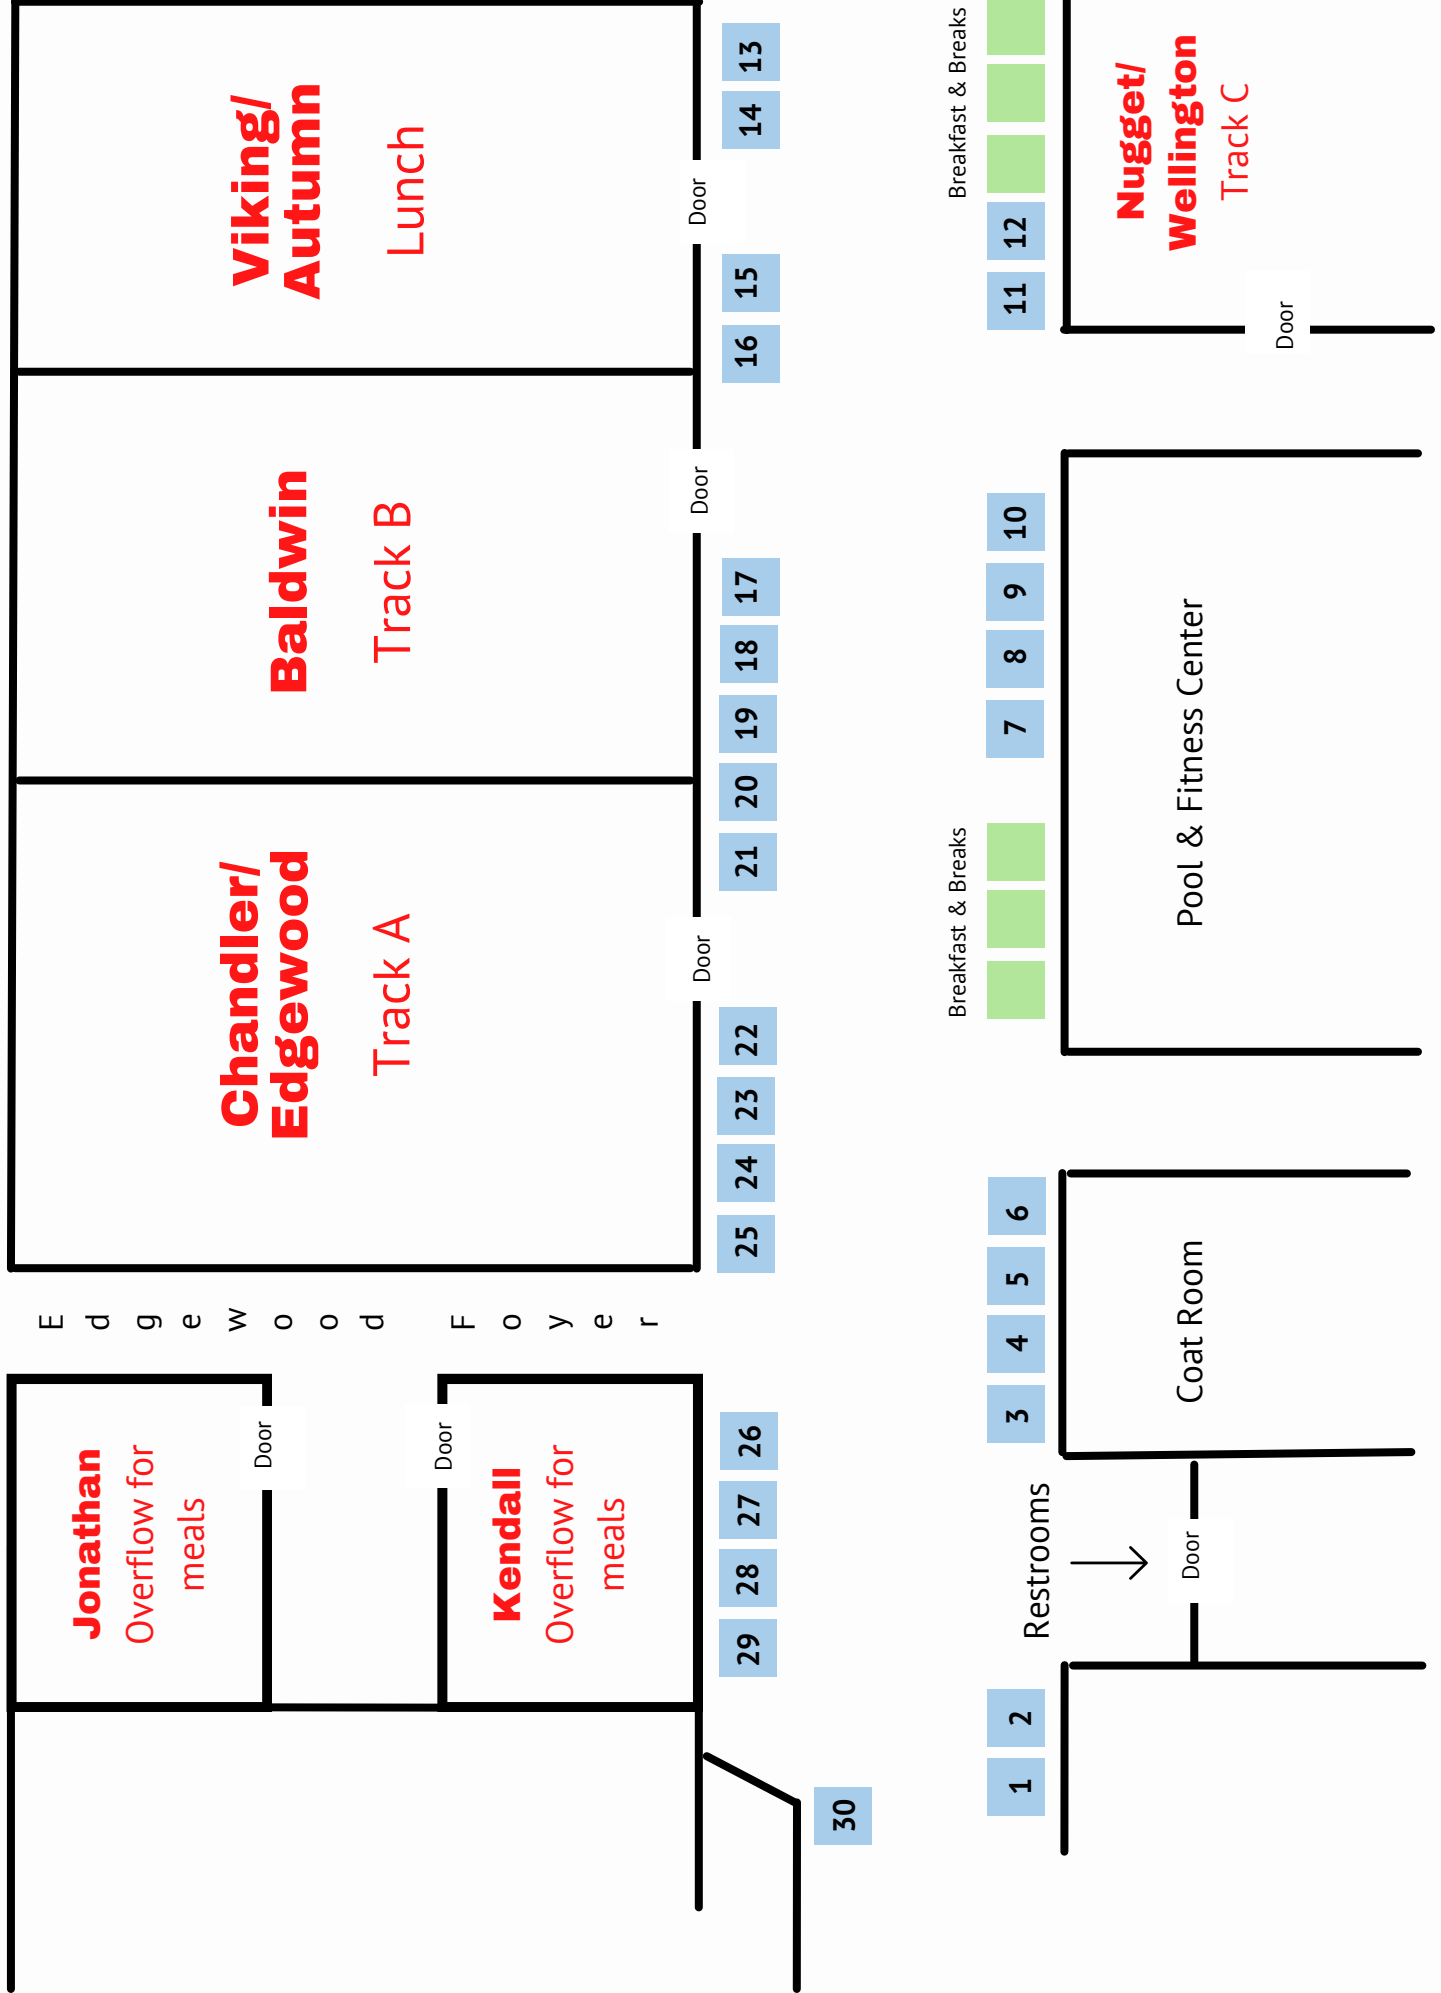 Jonathan
Overflow for
meals
Door
Door
Kendall
Overflow for
meals
Edgewood Foyer
Chandler/
Edgewood
Track A
Door
Baldwin
Track B
Door
Viking/
Autumn
Lunch
Door
30
29
28
27
26
25
24
23
22
21
20
19
18
17
16
15
14
13
Breakfast & Breaks
Breakfast & Breaks
1
2
3
4
5
6
7
8
9
10
11
12
Restrooms
Door
Coat Room
Pool & Fitness Center
Nugget/
Wellington
Track C
Door